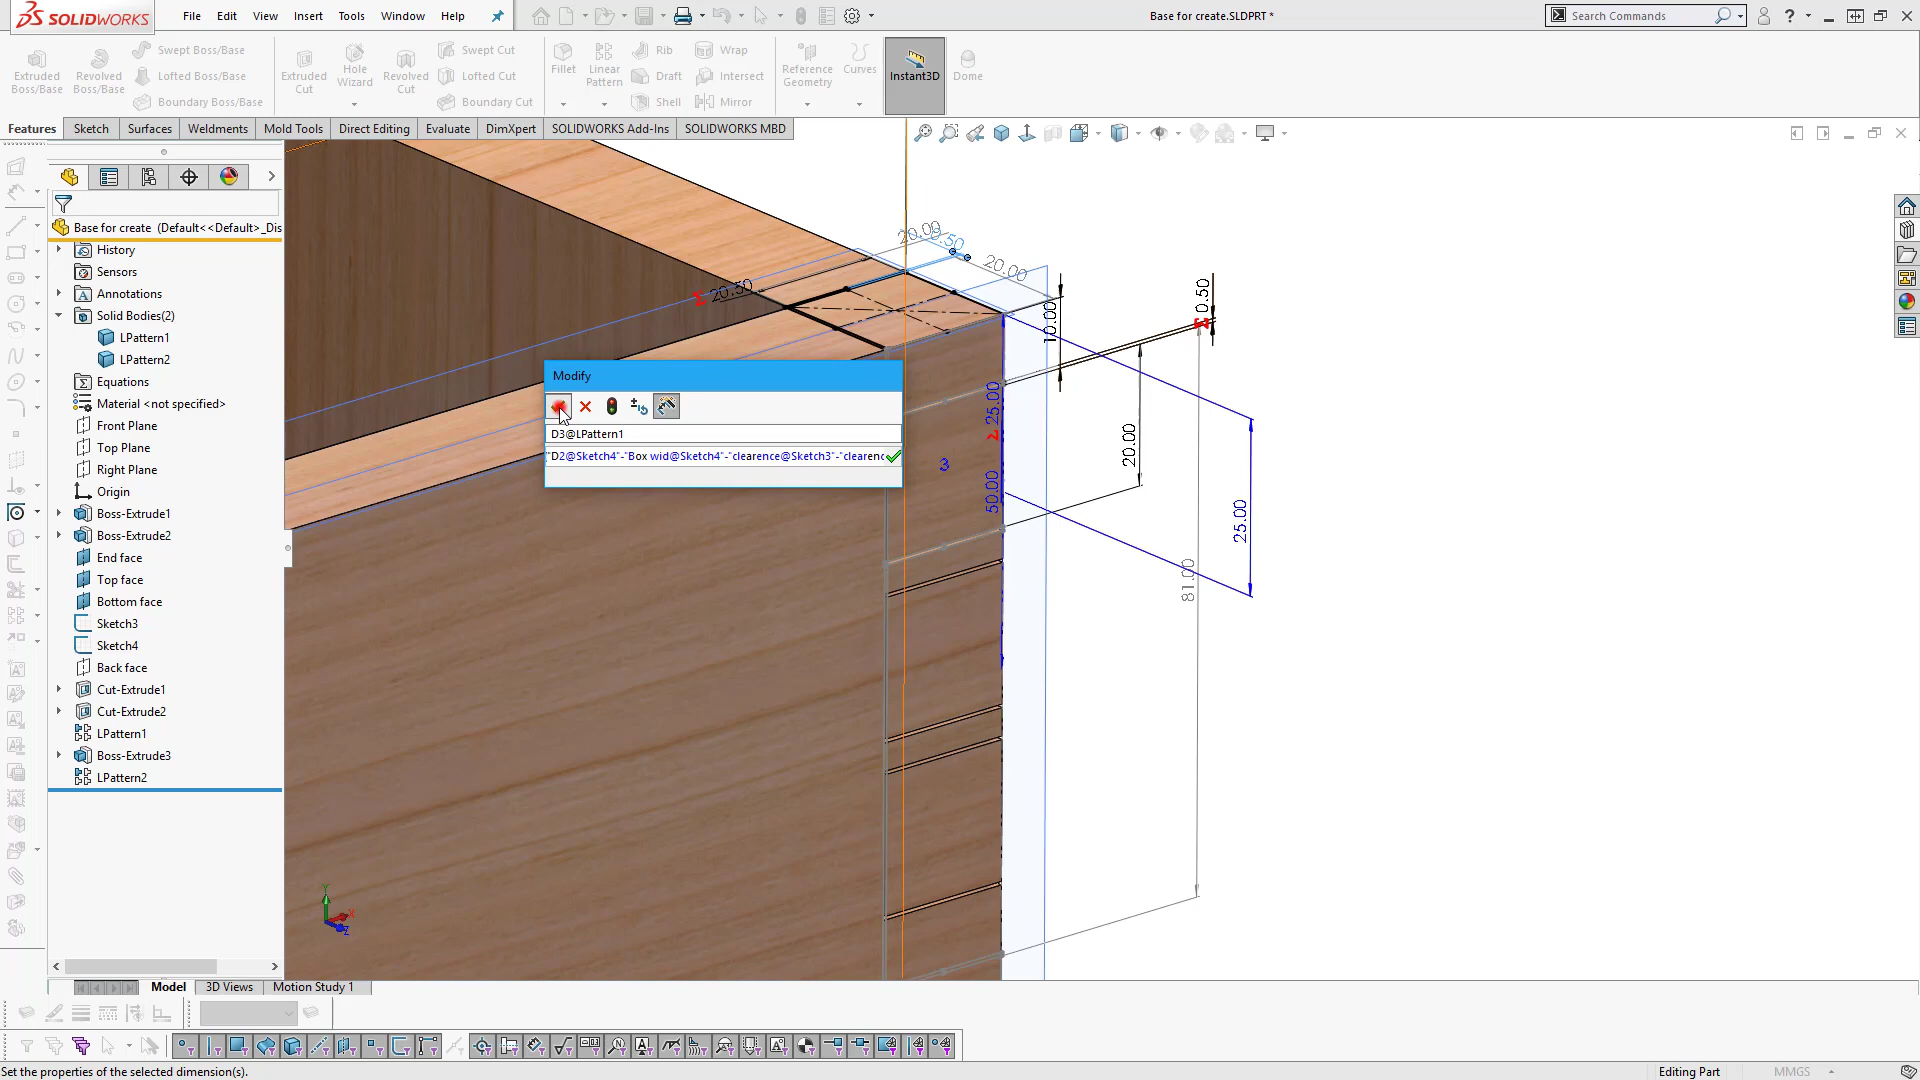 SOLIDWORKS
File Edit View Insert Tools Window Help
Base for create.SLDPRT *
Search Commands
Extruded Boss/Base
Revolved Boss/Base
Swept Boss/Base
Lofted Boss/Base
Boundary Boss/Base
Extruded Cut
Hole Wizard
Revolved Cut
Swept Cut
Lofted Cut
Boundary Cut
Fillet
Linear Pattern
Rib
Draft
Shell
Wrap
Intersect
Mirror
Reference Geometry
Curves
Instant3D
Dome
Features Sketch Surfaces Weldments Mold Tools Direct Editing Evaluate DimXpert SOLIDWORKS Add-Ins SOLIDWORKS MBD
Base for create (Default<<Default>_Dis
History
Sensors
Annotations
Solid Bodies(2)
LPattern1
LPattern2
Equations
Material <not specified>
Front Plane
Top Plane
Right Plane
Origin
Boss-Extrude1
Boss-Extrude2
End face
Top face
Bottom face
Sketch3
Sketch4
Back face
Cut-Extrude1
Cut-Extrude2
LPattern1
Boss-Extrude3
LPattern2
Modify
D3@LPattern1
"D2@Sketch4"-"Box wid@Sketch4"-"clearence@Sketch3"-"clearenc
20.00
20.00
Σ 20.50
10.00
0.50
25.00
3
50.00
20.00
25.00
81.00
Y
X
Z
Model 3D Views Motion Study 1
Set the properties of the selected dimension(s).
Editing Part
MMGS